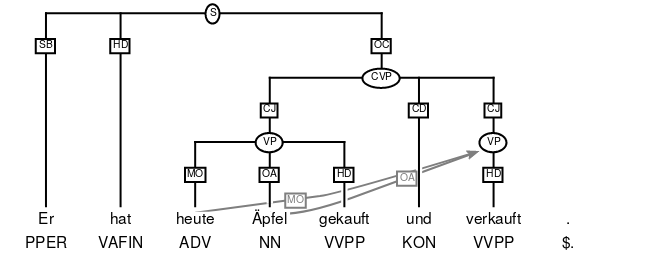 S
SB HD OC
CVP
CJ CD CJ
VP VP
MO OA HD HD
MO OA
Er hat heute Äpfel gekauft und verkauft .
PPER VAFIN ADV NN VVPP KON VVPP $.